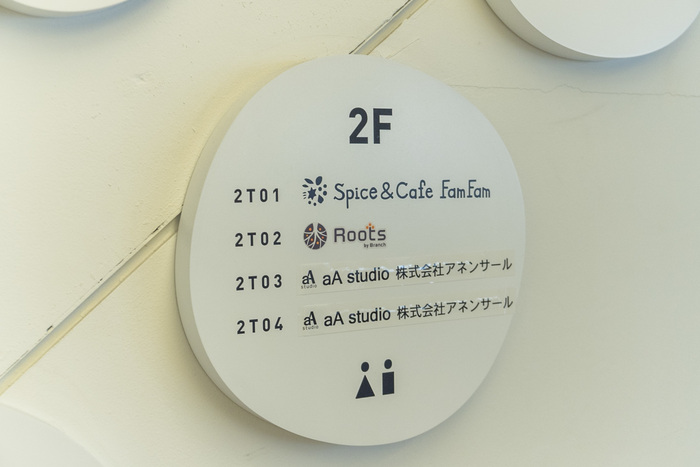 2F
2T01 Spice & Cafe FamFam
2T02 Roots
by Branch
2T03 aA studio aA studio 株式会社アネンサール
2T04 aA studio aA studio 株式会社アネンサール